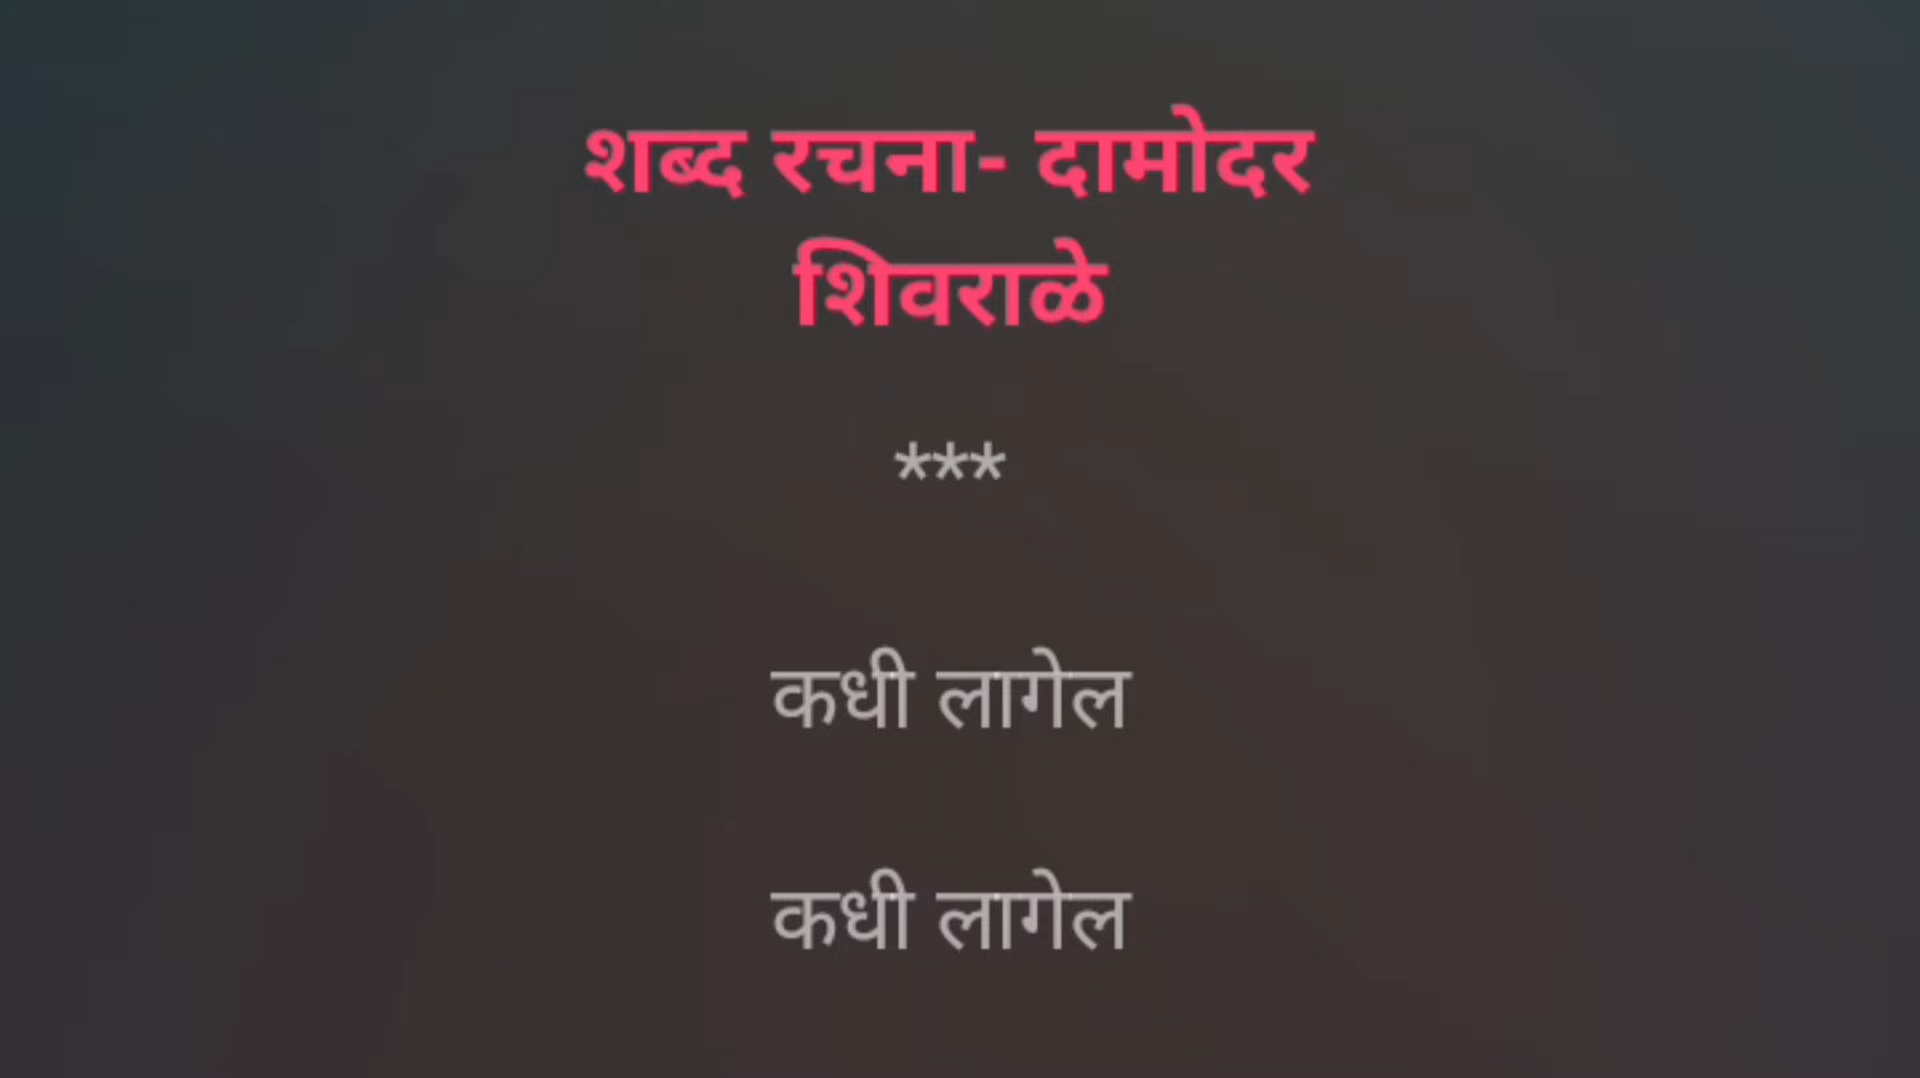 शब्द रचना- दामोदर
शिवराळे
***
कधी लागेल
कधी लागेल